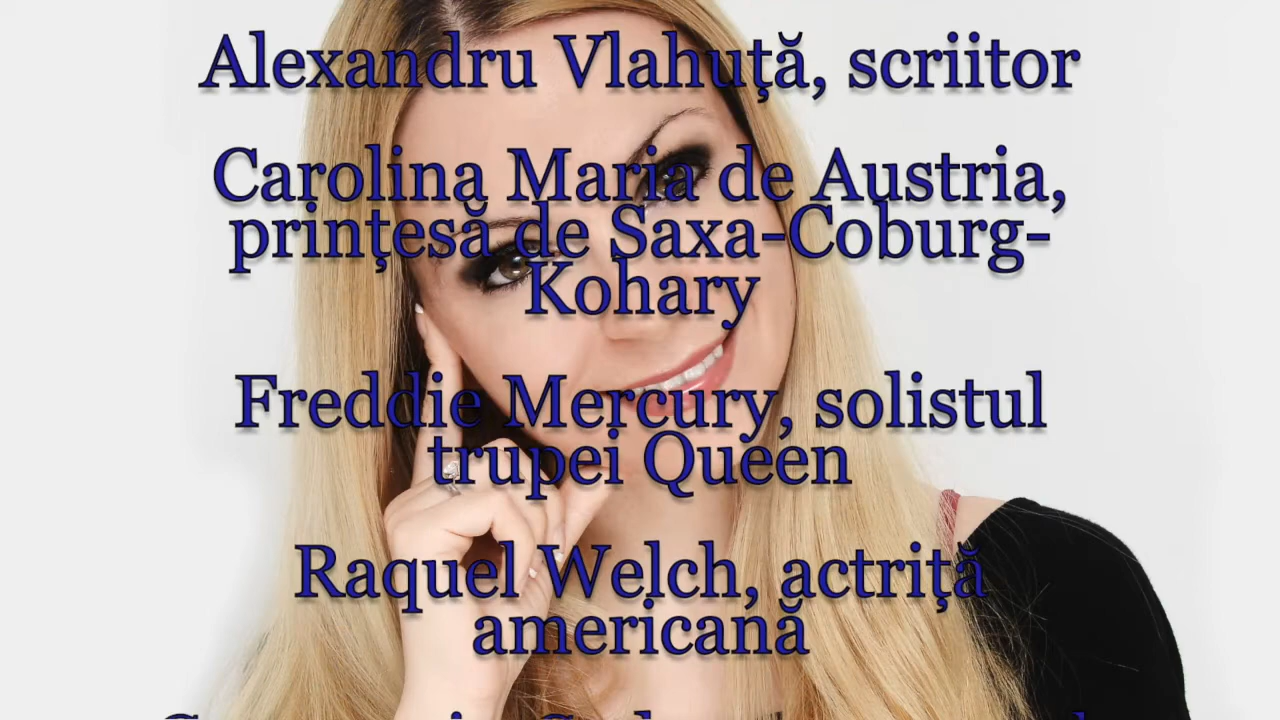 Alexandru Vlahuță, scriitor
Carolina Maria de Austria,
prințesă de Saxa-Coburg-
Kohary
Freddie Mercury, solistul
trupei Queen
Raquel Welch, actriță
americană